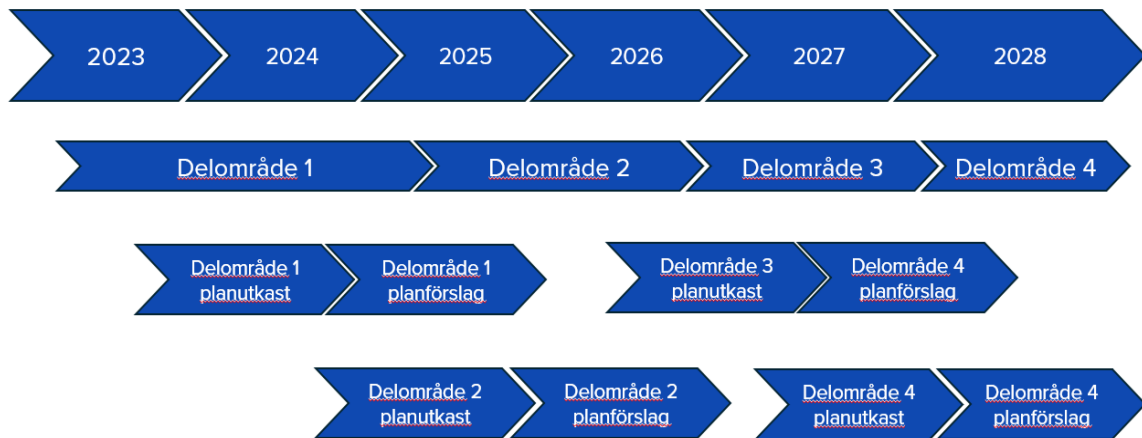 2023 2024 2025 2026 2027 2028
Delområde 1 Delområde 2 Delområde 3 Delområde 4
Delområde 1
planutkast
Delområde 1
planförslag
Delområde 3
planutkast
Delområde 4
planförslag
Delområde 2
planutkast
Delområde 2
planförslag
Delområde 4
planutkast
Delområde 4
planförslag